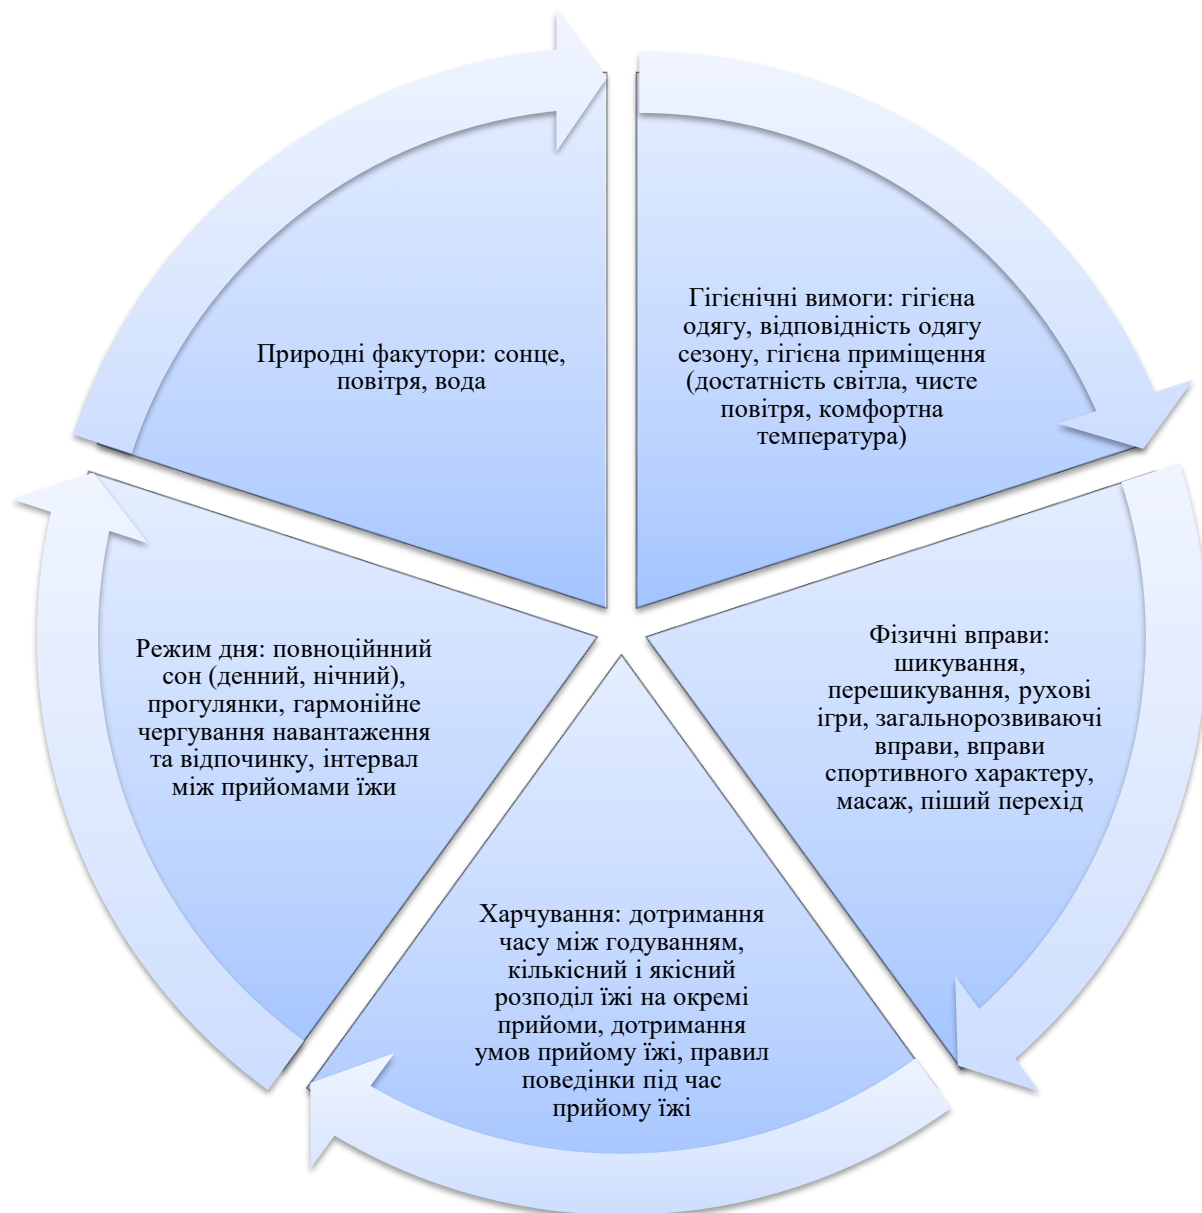 Гігієнічні вимоги: гігієна
одягу, відповідність одягу
сезону, гігієна приміщення
(достатність світла, чисте
повітря, комфортна
температура)
Фізичні вправи:
шикування,
перешикування, рухові
ігри, загальнорозвиваючі
вправи, вправи
спортивного характеру,
масаж, піший перехід
Харчування: дотримання
часу між годуванням,
кількісний і якісний
розподіл їжі на окремі
прийоми, дотримання
умов прийому їжі, правил
поведінки під час
прийому їжі
Режим дня: повноційнний
сон (денний, нічний),
прогулянки, гармонійне
чергування навантаження
та відпочинку, інтервал
між прийомами їжи
Природні факутори: сонце,
повітря, вода